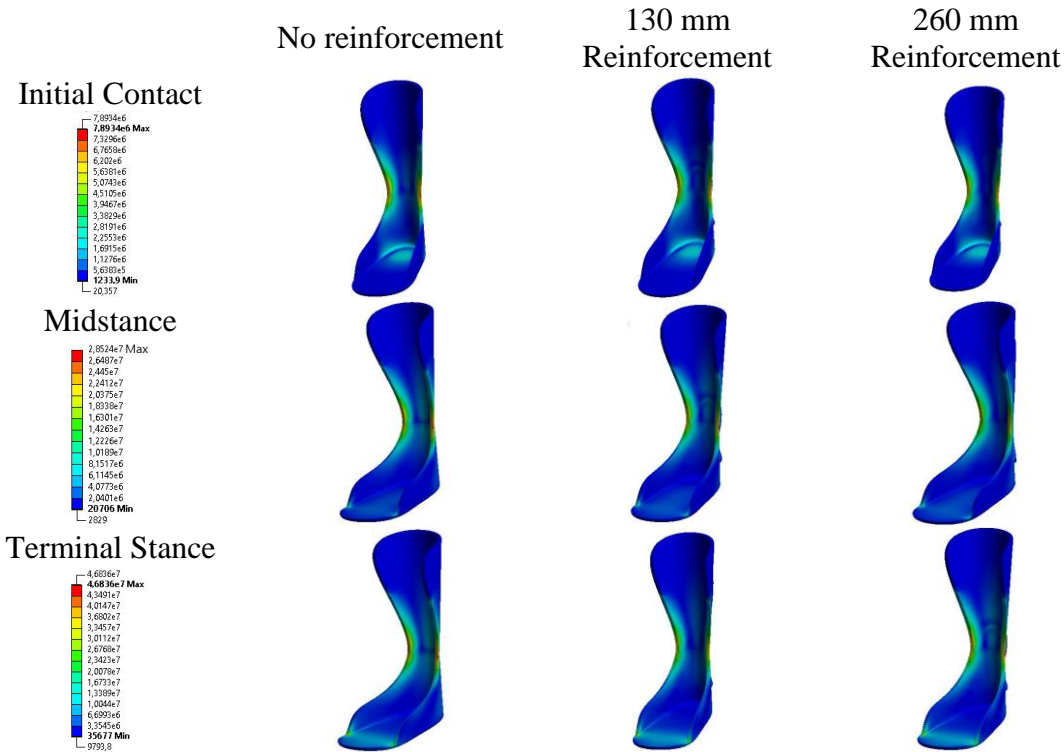 No reinforcement
130 mm
Reinforcement
260 mm
Reinforcement
Initial Contact
7,8934e6
7,8934e6 Max
7,3296e6
6,7658e6
6,202e6
5,6381e6
5,0743e6
4,5105e6
3,9467e6
3,3829e6
2,8191e6
2,2553e6
1,6915e6
1,1276e6
5,6383e5
1233,9 Min
20,357
Midstance
2,8524e7 Max
2,6487e7
2,445e7
2,2412e7
2,0375e7
1,8338e7
1,6301e7
1,4263e7
1,2226e7
1,0189e7
8,1517e6
6,1145e6
4,0773e6
2,0401e6
20706 Min
2829
Terminal Stance
4,6836e7
4,6836e7 Max
4,3491e7
4,0147e7
3,6802e7
3,3457e7
3,0112e7
2,6768e7
2,3423e7
2,0078e7
1,6733e7
1,3389e7
1,0044e7
6,6993e6
3,3545e6
35677 Min
9793,8